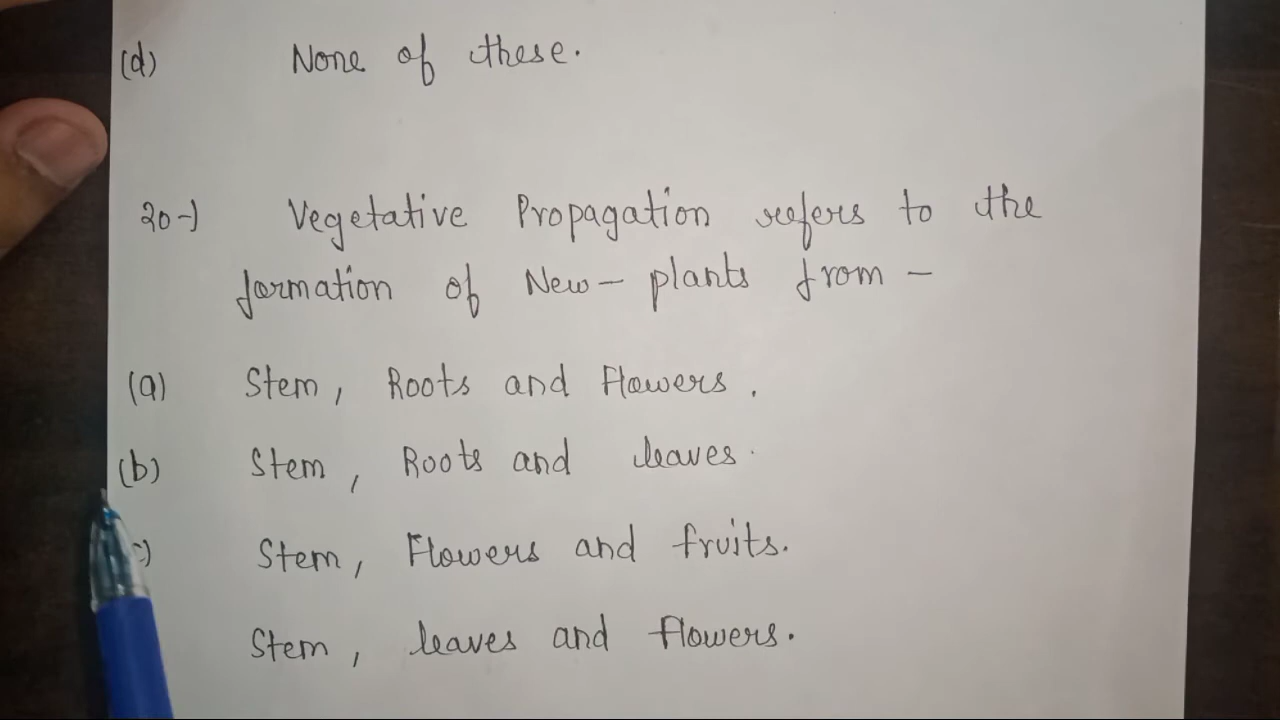 (d) None of these.
20-) Vegetative Propagation refers to the
formation of New- plants from -
(a) Stem, Roots and Flowers.
(b) Stem, Roots and leaves.
c) Stem, Flowers and fruits.
Stem, leaves and flowers.